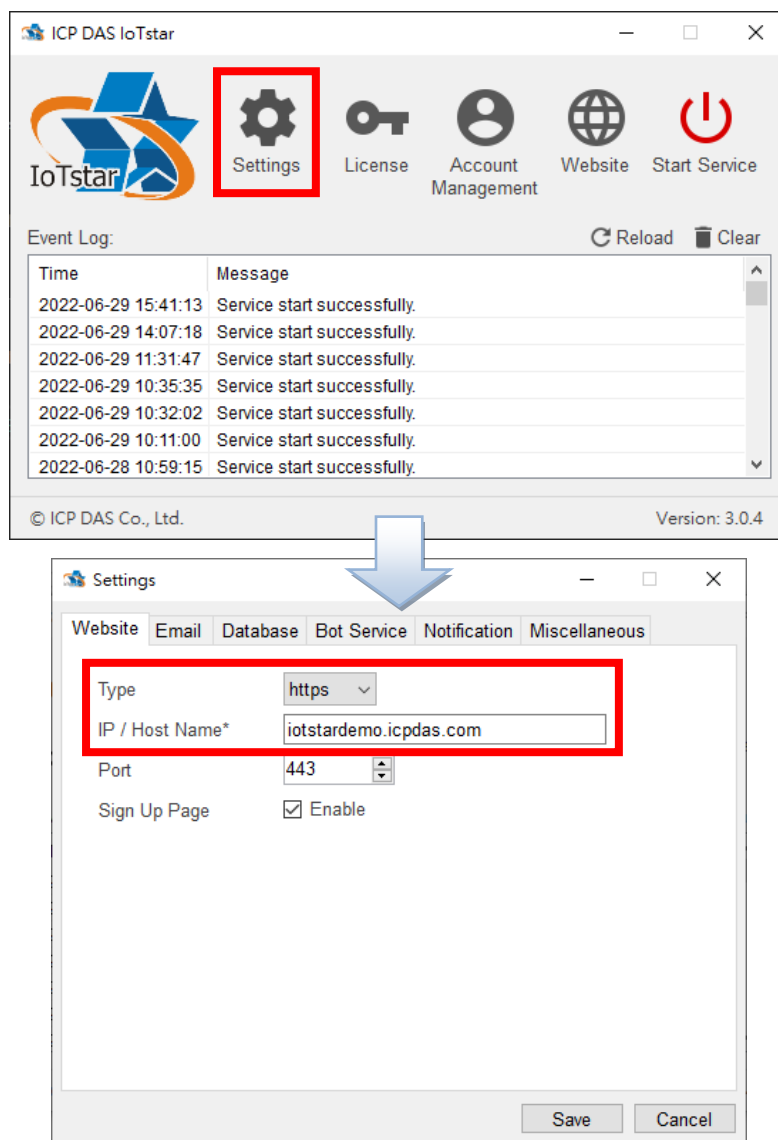 ICP DAS IoTstar
IoTstar
Settings
License
Account
Management
Website
Start Service
Event Log:
Reload
Clear
Time Message
2022-06-29 15:41:13 Service start successfully.
2022-06-29 14:07:18 Service start successfully.
2022-06-29 11:31:47 Service start successfully.
2022-06-29 10:35:35 Service start successfully.
2022-06-29 10:32:02 Service start successfully.
2022-06-29 10:11:00 Service start successfully.
2022-06-28 10:59:15 Service start successfully.
© ICP DAS Co., Ltd. Version: 3.0.4
Settings
Website Email Database Bot Service Notification Miscellaneous
Type https
IP / Host Name* iotstardemo.icpdas.com
Port 443
Sign Up Page Enable
Save Cancel